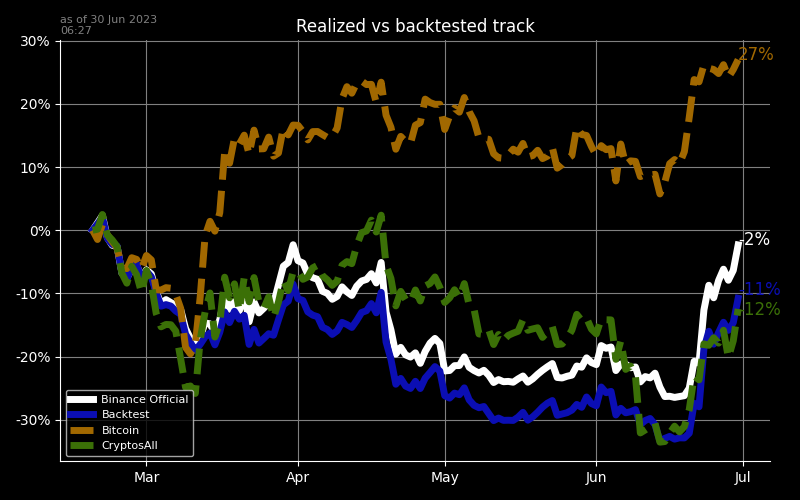 as of 30 Jun 2023
06:27
Realized vs backtested track
30%
20%
10%
0%
-10%
-20%
-30%
27%
-2%
-11%
-12%
Binance Official
Backtest
Bitcoin
CryptosAll
Mar
Apr
May
Jun
Jul